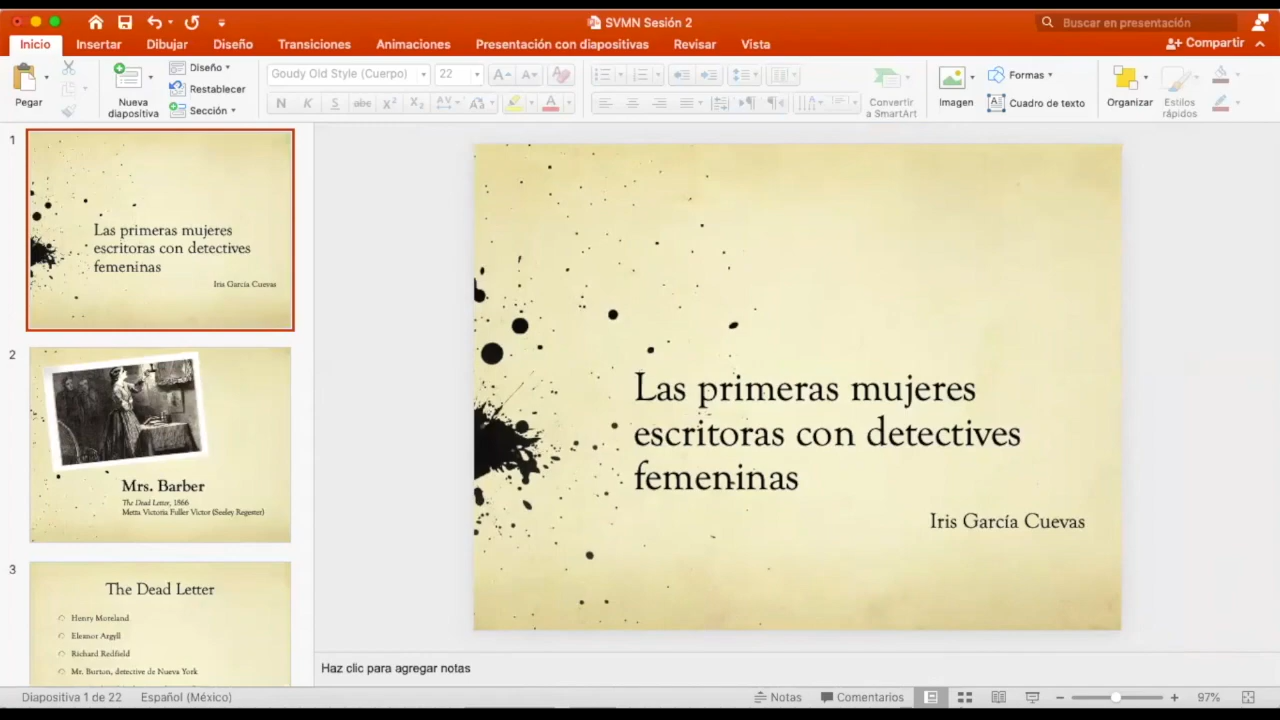 SVMN Sesión 2
Buscar en presentación
Inicio
Insertar
Dibujar
Diseño
Transiciones
Animaciones
Presentación con diapositivas
Revisar
Vista
Compartir
Pegar
Nueva
diapositiva
Diseño
Restablecer
Sección
Goudy Old Style (Cuerpo)
22
N K S abc X² X₂ AV Aa A
Convertir
a SmartArt
Imagen
Formas
Cuadro de texto
Organizar
Estilos
rápidos
1
Las primeras mujeres
escritoras con detectives
femeninas
Iris García Cuevas
2
Mrs. Barber
The Dead Letter, 1866
Metta Victoria Fuller Victor (Seeley Regester)
3
The Dead Letter
Henry Moreland
Eleanor Argyll
Richard Redfield
Mr. Burton, detective de Nueva York
Las primeras mujeres
escritoras con detectives
femeninas
Iris García Cuevas
Haz clic para agregar notas
Diapositiva 1 de 22
Español (México)
Notas
Comentarios
97%